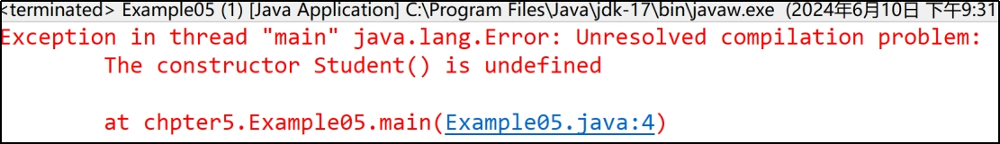 <terminated> Example05 (1) [Java Application] C:\Program Files\Java\jdk-17\bin\javaw.exe  (2024年6月10日 下午9:31
Exception in thread "main" java.lang.Error: Unresolved compilation problem:
	The constructor Student() is undefined
	at chpter5.Example05.main(Example05.java:4)